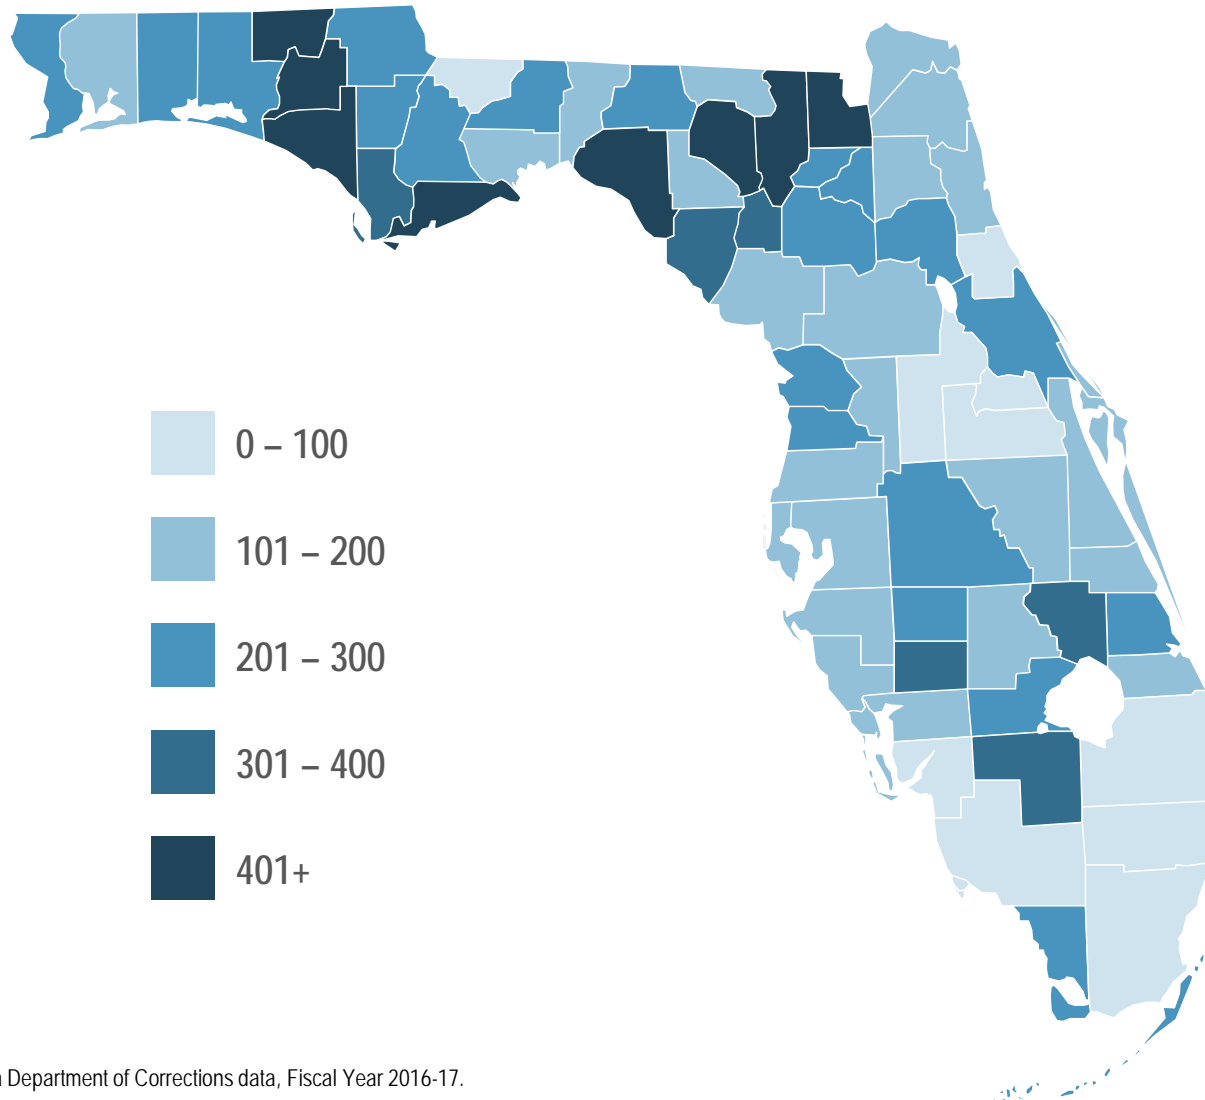 0 – 100
101 – 200
201 – 300
301 – 400
401+
Department of Corrections data, Fiscal Year 2016-17.